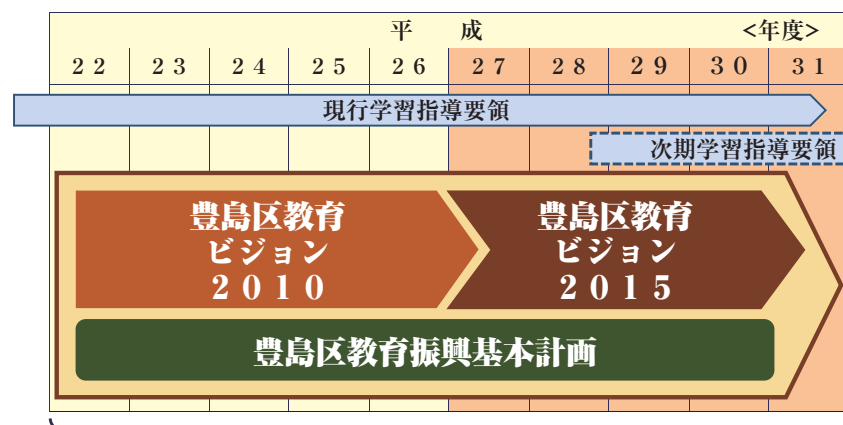 平成 <年度>
22 23 24 25 26 27 28 29 30 31
現行学習指導要領
次期学習指導要領
豊島区教育
ビジョン
2010
豊島区教育
ビジョン
2015
豊島区教育振興基本計画